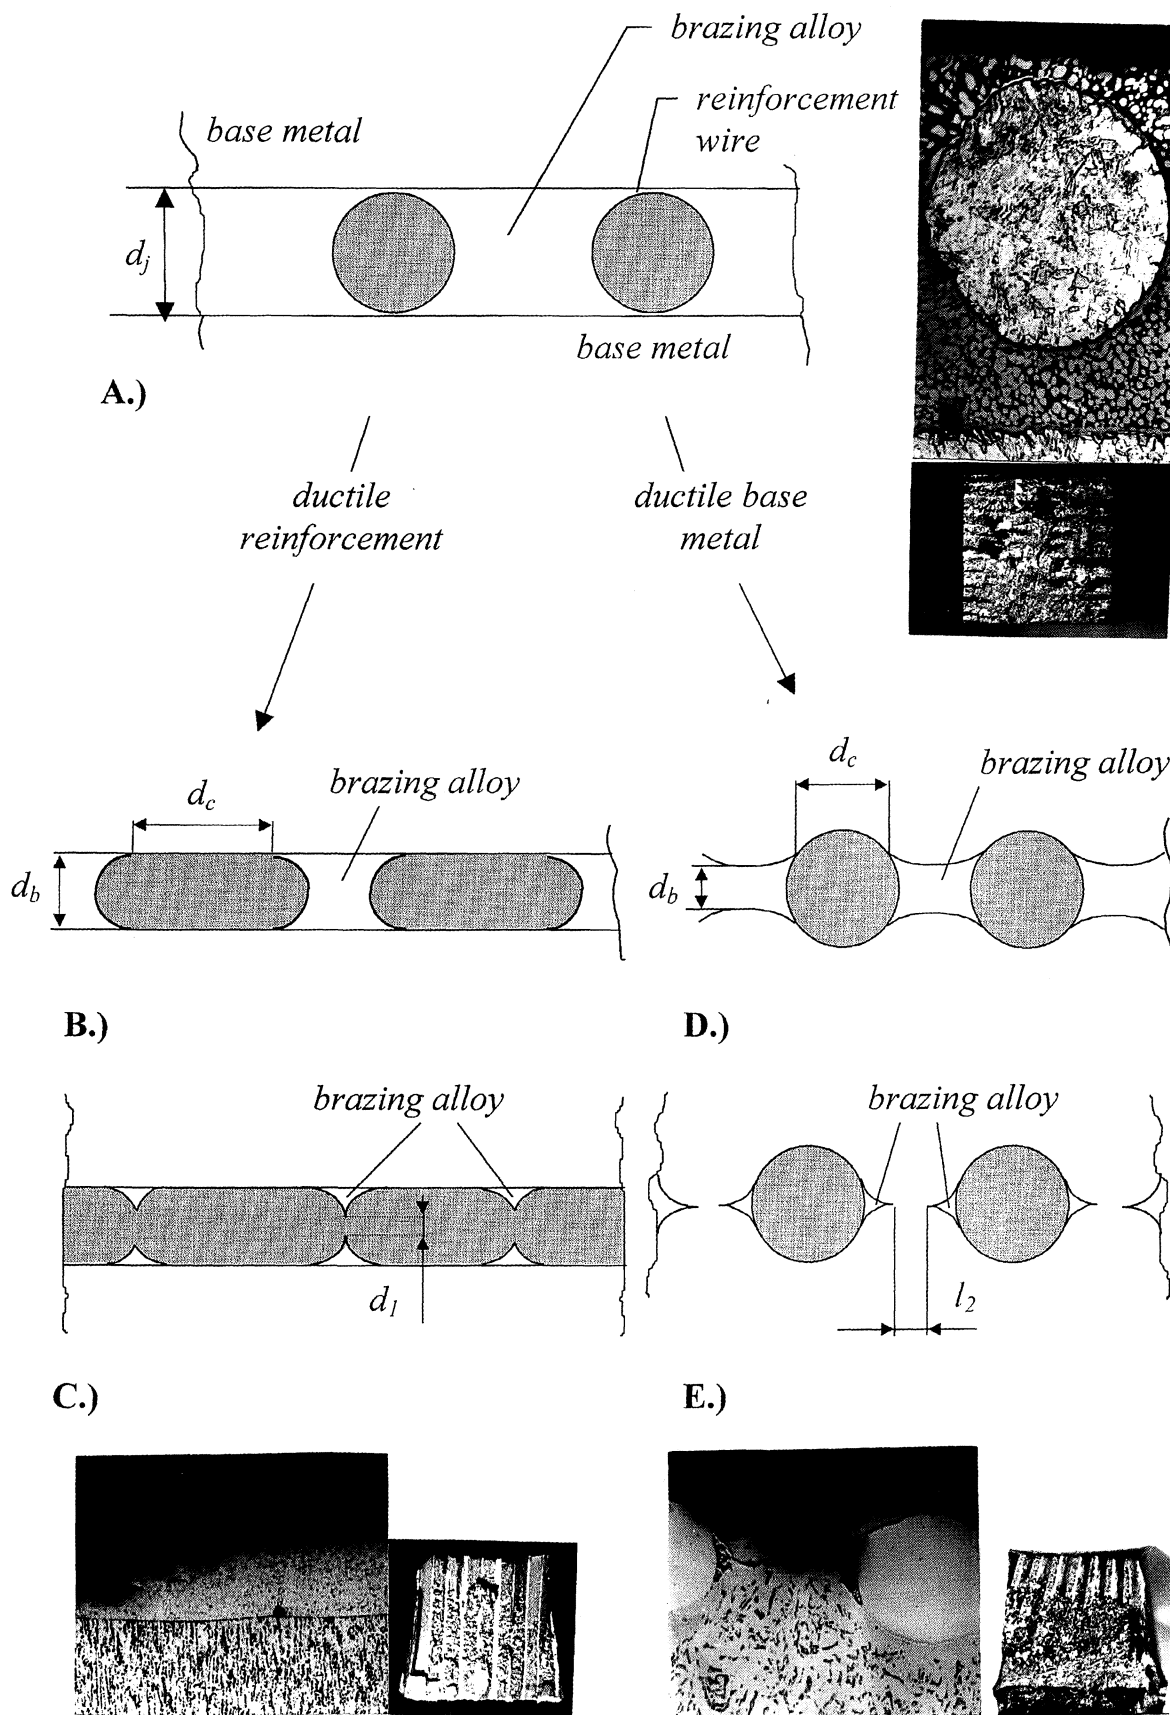 brazing alloy
reinforcement
wire
base metal
d_j
base metal
A.)
ductile
reinforcement
ductile base
metal
d_c
brazing alloy
d_b
d_c
brazing alloy
d_b
B.)
D.)
brazing alloy
d_1
brazing alloy
l_2
C.)
E.)